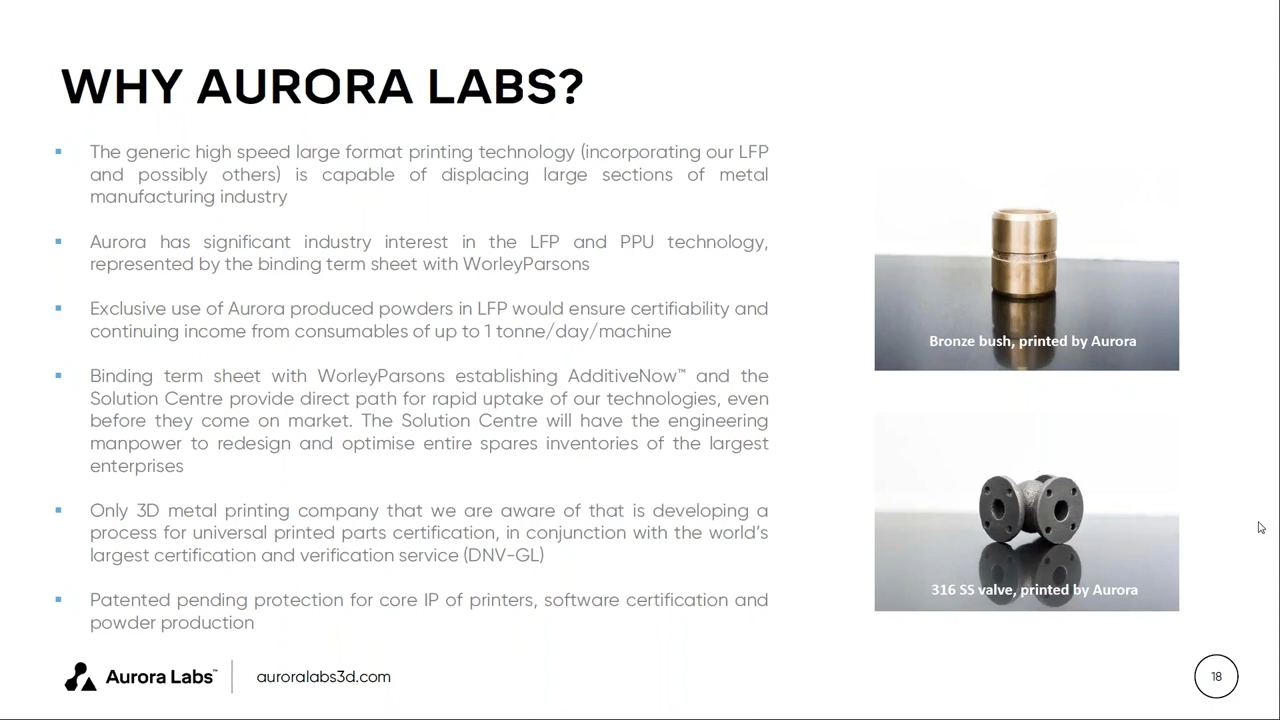 WHY AURORA LABS?
▪ The generic high speed large format printing technology (incorporating our LFP
and possibly others) is capable of displacing large sections of metal
manufacturing industry
▪ Aurora has significant industry interest in the LFP and PPU technology,
represented by the binding term sheet with WorleyParsons
▪ Exclusive use of Aurora produced powders in LFP would ensure certifiability and
continuing income from consumables of up to 1 tonne/day/machine
▪ Binding term sheet with WorleyParsons establishing AdditiveNow™ and the
Solution Centre provide direct path for rapid uptake of our technologies, even
before they come on market. The Solution Centre will have the engineering
manpower to redesign and optimise entire spares inventories of the largest
enterprises
▪ Only 3D metal printing company that we are aware of that is developing a
process for universal printed parts certification, in conjunction with the world's
largest certification and verification service (DNV-GL)
▪ Patented pending protection for core IP of printers, software certification and
powder production
Bronze bush, printed by Aurora
316 SS valve, printed by Aurora
Aurora Labs™
auroralabs3d.com
18